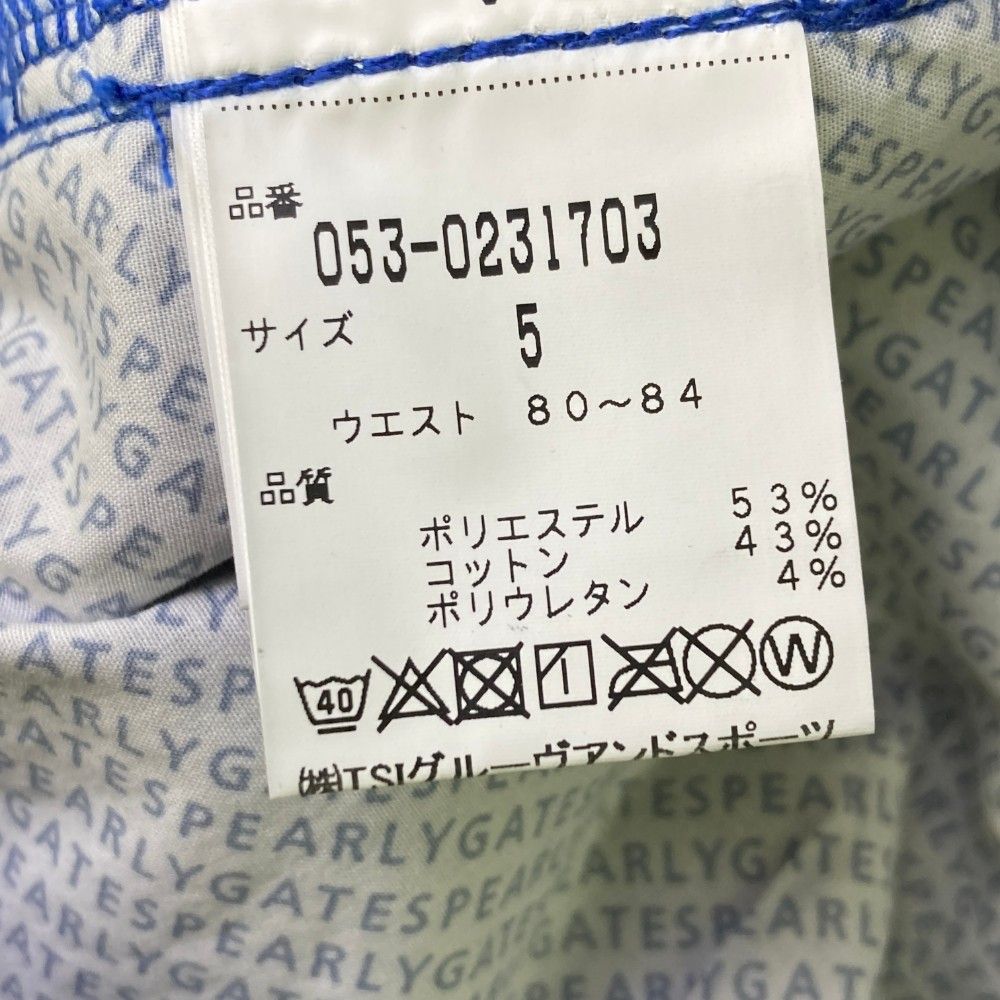 品番
053-0231703
サイズ 5
ウエスト 80～84
品質
ポリエステル 53%
コットン 43%
ポリウレタン 4%
40 W
㈱TSIグルーヴアンドスポーツ
PEARLYGATES
PEARLYGATES
PEARLYGATES